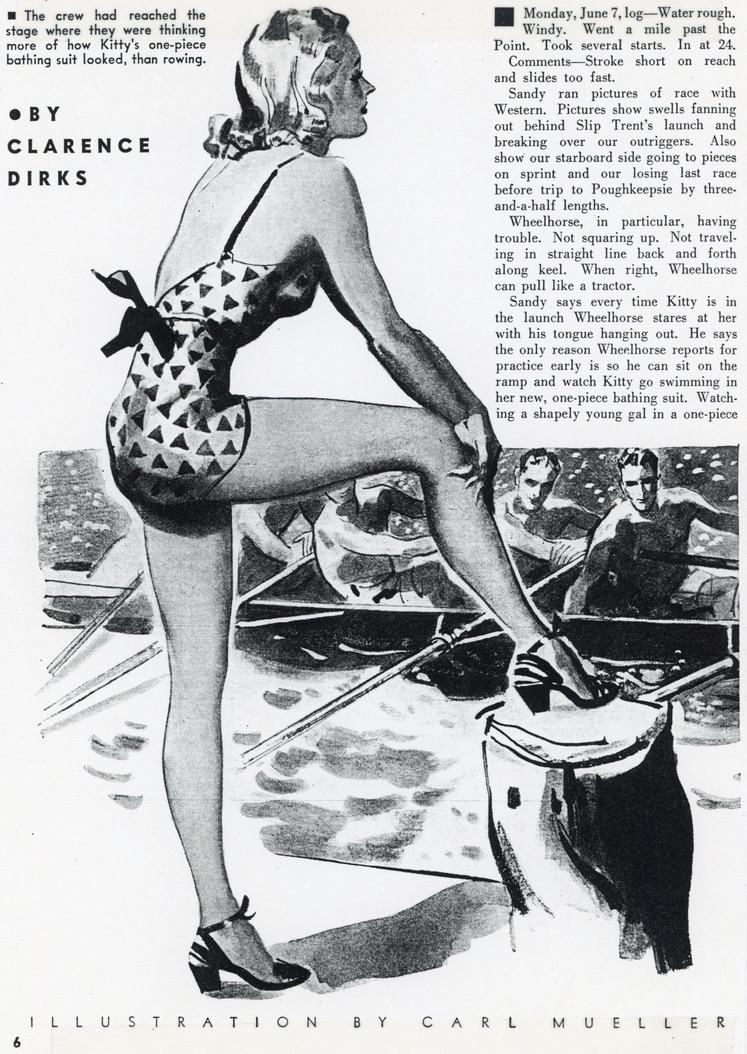 ■ The crew had reached the
stage where they were thinking
more of how Kitty's one-piece
bathing suit looked, than rowing.
● BY
CLARENCE
DIRKS
■ Monday, June 7, log—Water rough.
Windy. Went a mile past the
Point. Took several starts. In at 24.
Comments—Stroke short on reach
and slides too fast.
Sandy ran pictures of race with
Western. Pictures show swells fanning
out behind Slip Trent's launch and
breaking over our outriggers. Also
show our starboard side going to pieces
on sprint and our losing last race
before trip to Poughkeepsie by three-
and-a-half lengths.
Wheelhorse, in particular, having
trouble. Not squaring up. Not travel-
ing in straight line back and forth
along keel. When right, Wheelhorse
can pull like a tractor.
Sandy says every time Kitty is in
the launch Wheelhorse stares at her
with his tongue hanging out. He says
the only reason Wheelhorse reports for
practice early is so he can sit on the
ramp and watch Kitty go swimming in
her new, one-piece bathing suit. Watch-
ing a shapely young gal in a one-piece
ILLUSTRATION BY CARL MUELLER
6